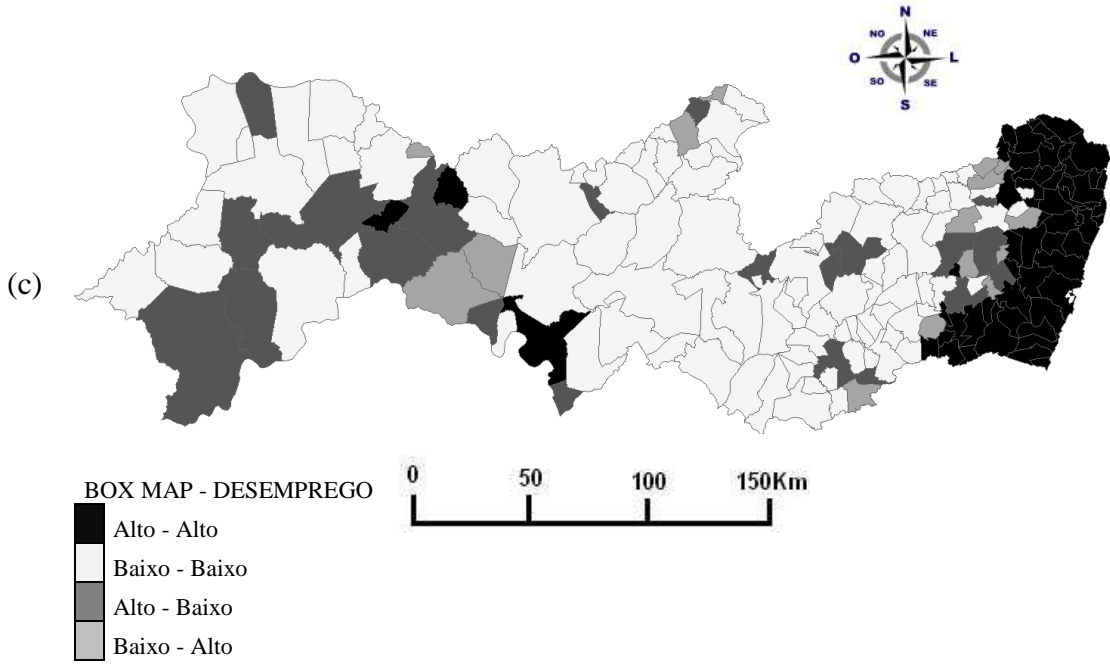 N
NO NE
O L
SO SE
S
(c)
0 50 100 150Km
BOX MAP - DESEMPREGO
Alto - Alto
Baixo - Baixo
Alto - Baixo
Baixo - Alto